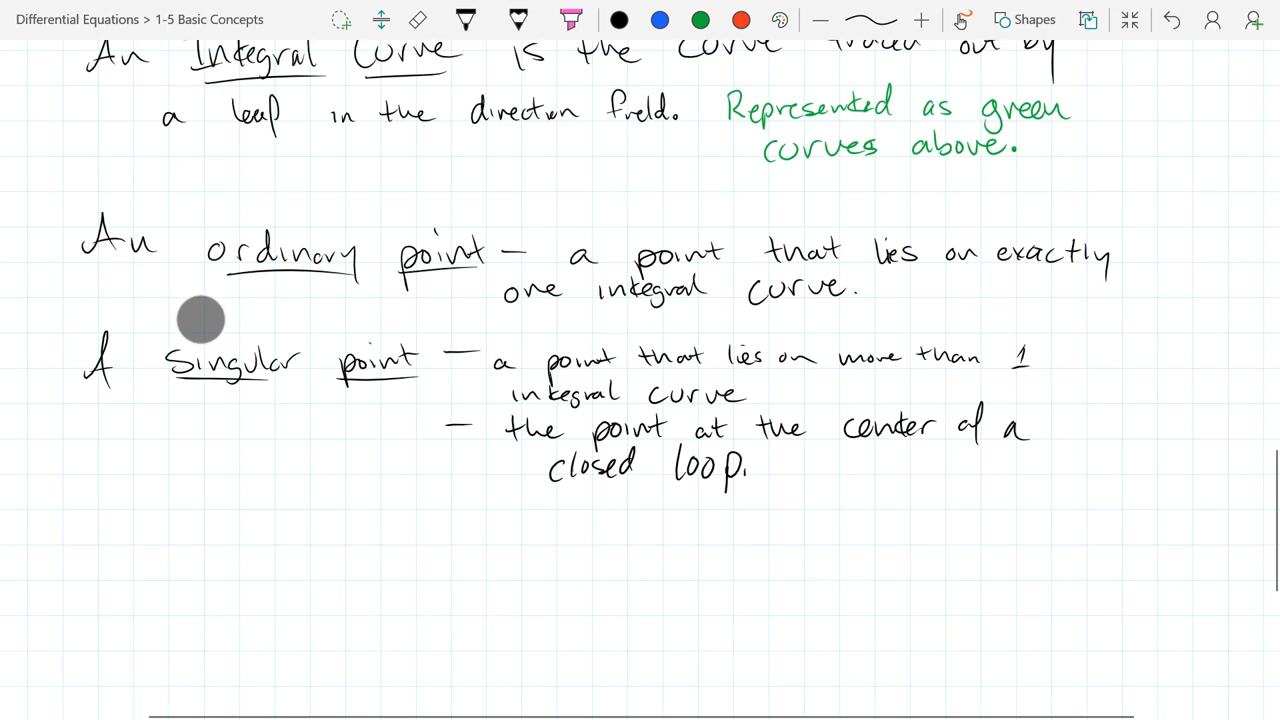 Differential Equations > 1-5 Basic Concepts
Shapes
An Integral Curve is the curve traced out by
a leaf in the direction field. Represented as green
curves above.
An ordinary point – a point that lies on exactly
one integral curve.
A singular point – a point that lies on more than 1
integral curve
– the point at the center of a
closed loop.